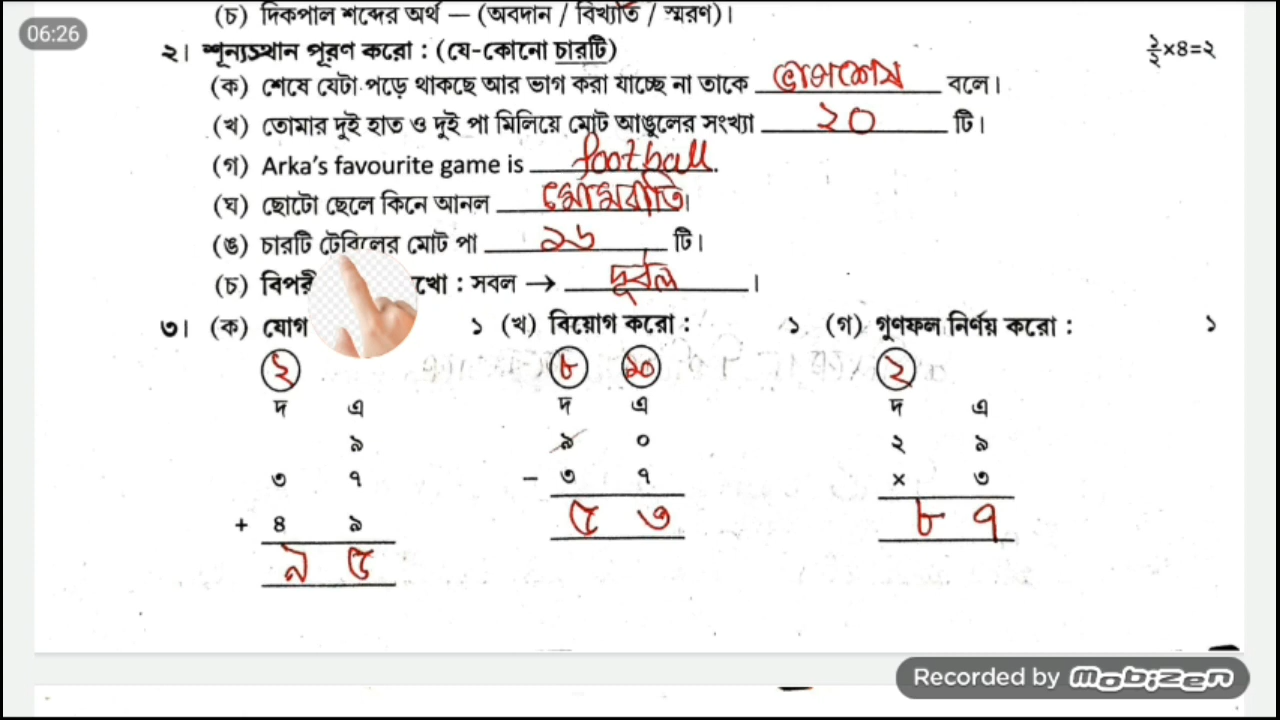 06:26
(চ) দিকপাল শব্দের অর্থ — (অবদান / বিখ্যাত / স্মরণ)।
২। শূন্যস্থান পূরণ করো : (যে-কোনো চারটি) ½×৪=২
(ক) শেষে যেটা পড়ে থাকছে আর ভাগ করা যাচ্ছে না তাকে ভাগশেষ বলে।
(খ) তোমার দুই হাত ও দুই পা মিলিয়ে মোট আঙুলের সংখ্যা ২০ টি।
(গ) Arka's favourite game is football.
(ঘ) ছোটো ছেলে কিনে আনল মোমবাতি।
(ঙ) চারটি টেবিলের মোট পা ১৬ টি।
(চ) : সবল → দূর্বল।
৩। (ক) যোগ ১ (খ) বিয়োগ করো : ১ (গ) গুণফল নির্ণয় করো : ১
২ ৮ ১০ ২
দ এ দ এ দ এ
৯ ৯ ০ ২ ৯
৩ ৭ − ৩ ৭ × ৩
+ ৪ ৯ ৫ ৩ ৮ ৭
৯ ৫
Recorded by Mobizen